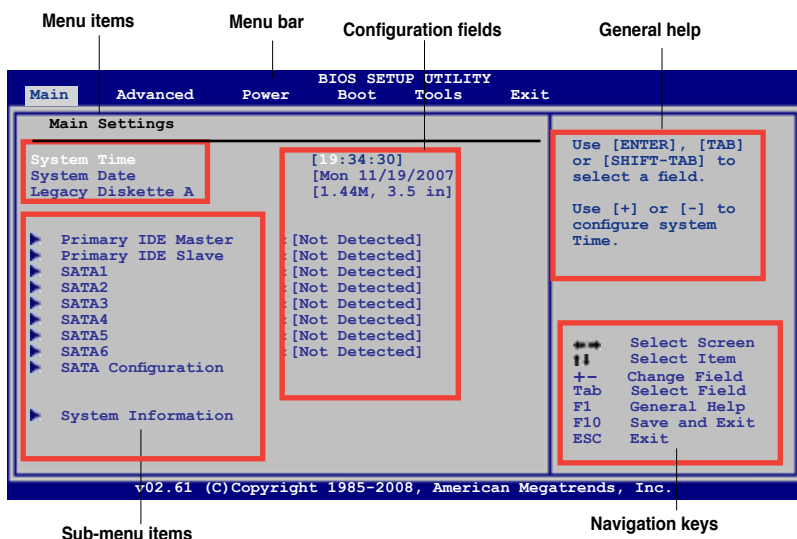 Menu items Menu bar Configuration fields General help
BIOS SETUP UTILITY
Main Advanced Power Boot Tools Exit
Main Settings
System Time [19:34:30]
System Date [Mon 11/19/2007
Legacy Diskette A [1.44M, 3.5 in]
Primary IDE Master :[Not Detected]
Primary IDE Slave :[Not Detected]
SATA1 :[Not Detected]
SATA2 :[Not Detected]
SATA3 :[Not Detected]
SATA4 :[Not Detected]
SATA5 :[Not Detected]
SATA6 :[Not Detected]
SATA Configuration
System Information
Use [ENTER], [TAB]
or [SHIFT-TAB] to
select a field.
Use [+] or [-] to
configure system
Time.
←→ Select Screen
↑↓ Select Item
+- Change Field
Tab Select Field
F1 General Help
F10 Save and Exit
ESC Exit
v02.61 (C)Copyright 1985-2008, American Megatrends, Inc.
Sub-menu items Navigation keys